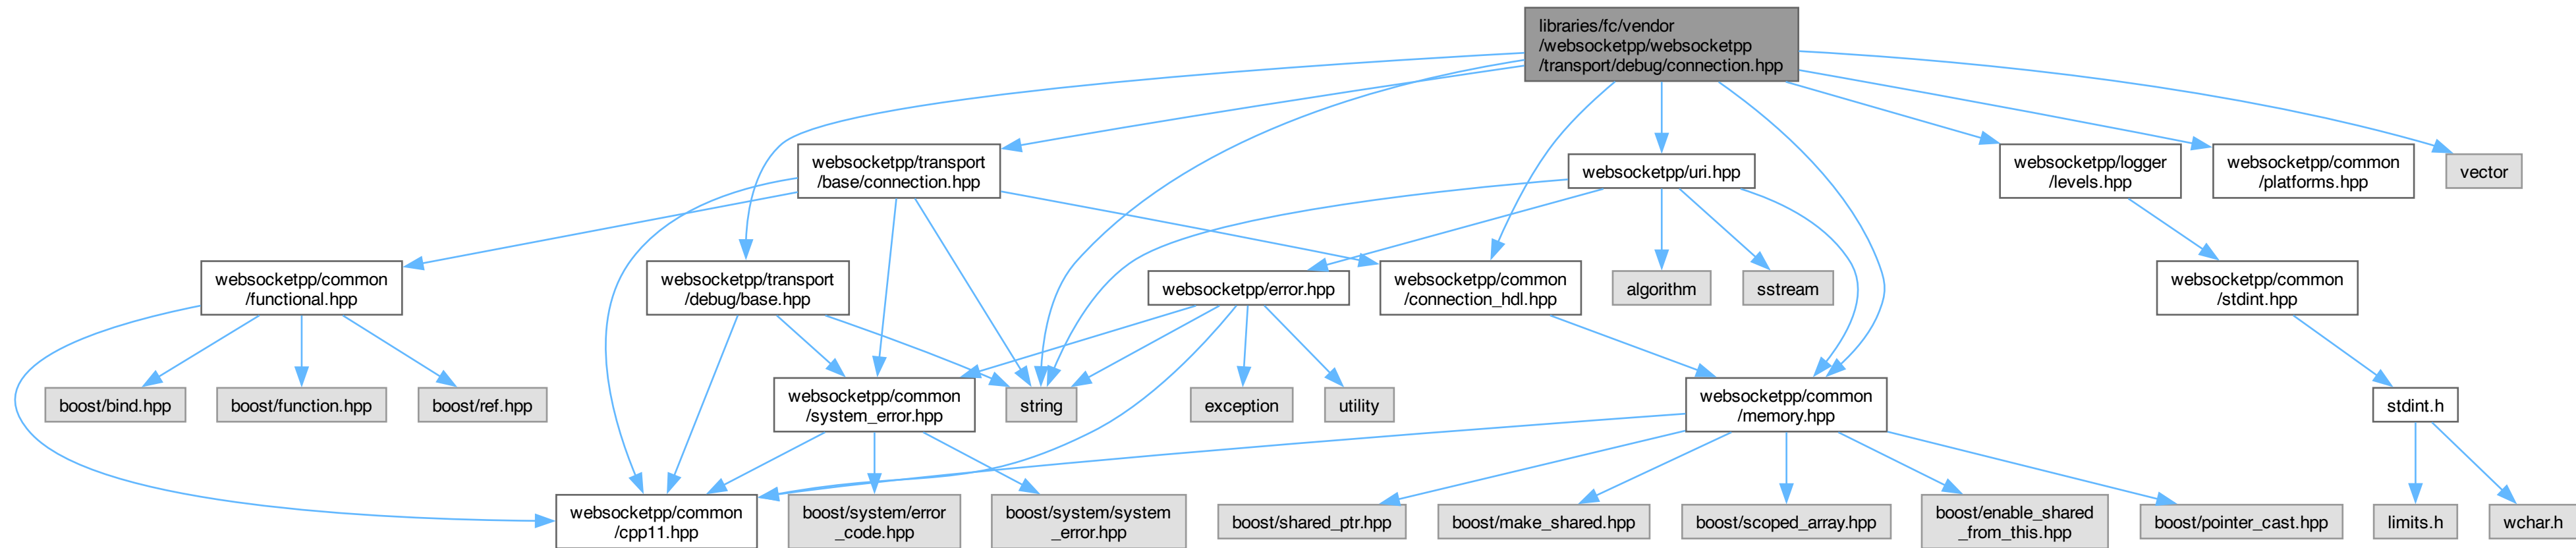 libraries/fc/vendor
/websocketpp/websocketpp
/transport/debug/connection.hpp
websocketpp/transport
/base/connection.hpp
websocketpp/uri.hpp
websocketpp/logger
/levels.hpp
websocketpp/common
/platforms.hpp
vector
websocketpp/common
/functional.hpp
websocketpp/transport
/debug/base.hpp
websocketpp/error.hpp
websocketpp/common
/connection_hdl.hpp
algorithm
sstream
websocketpp/common
/stdint.hpp
boost/bind.hpp
boost/function.hpp
boost/ref.hpp
websocketpp/common
/system_error.hpp
string
exception
utility
websocketpp/common
/memory.hpp
stdint.h
websocketpp/common
/cpp11.hpp
boost/system/error
_code.hpp
boost/system/system
_error.hpp
boost/shared_ptr.hpp
boost/make_shared.hpp
boost/scoped_array.hpp
boost/enable_shared
_from_this.hpp
boost/pointer_cast.hpp
limits.h
wchar.h